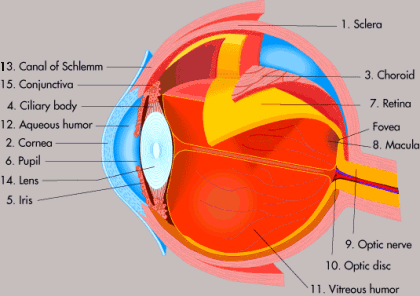 1. Sclera
13. Canal of Schlemm
15. Conjunctiva
3. Choroid
4. Ciliary body
7. Retina
12. Aqueous humor
Fovea
2. Cornea
8. Macula
6. Pupil
14. Lens
5. Iris
9. Optic nerve
10. Optic disc
11. Vitreous humor